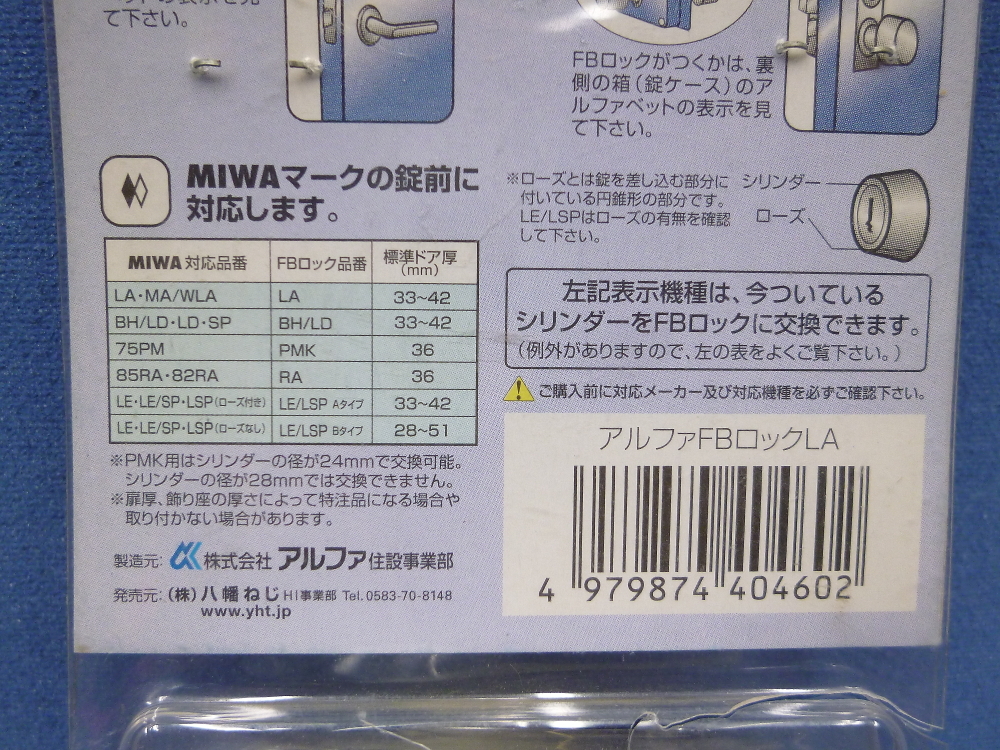 て下さい。
FBロックがつくかは、裏
側の箱(錠ケース)のア
ルファベットの表示を見
て下さい。
MIWAマークの錠前に
対応します。
※ローズとは錠を差し込む部分に
付いている円錐形の部分です。
LE/LSPはローズの有無を確認
して下さい。
シリンダー
ローズ
MIWA対応品番 FBロック品番 標準ドア厚(mm)
LA・MA/WLA LA 33~42
BH/LD・LD・SP BH/LD 33~42
75PM PMK 36
85RA・82RA RA 36
LE・LE/SP・LSP(ローズ付き) LE/LSP Aタイプ 33~42
LE・LE/SP・LSP(ローズなし) LE/LSP Bタイプ 28~51
※PMK用はシリンダーの径が24mmで交換可能。
シリンダーの径が28mmでは交換できません。
※扉厚、飾り座の厚さによって特注品になる場合や
取り付かない場合があります。
製造元: 株式会社 アルファ住設事業部
発売元: (株)八幡ねじ HI事業部 Tel.0583-70-8148
www.yht.jp
左記表示機種は、今ついている
シリンダーをFBロックに交換できます。
(例外がありますので、左の表をよくご覧下さい。)
ご購入前に対応メーカー及び対応機種を必ずご確認下さい。
アルファFBロックLA
4 979874 404602